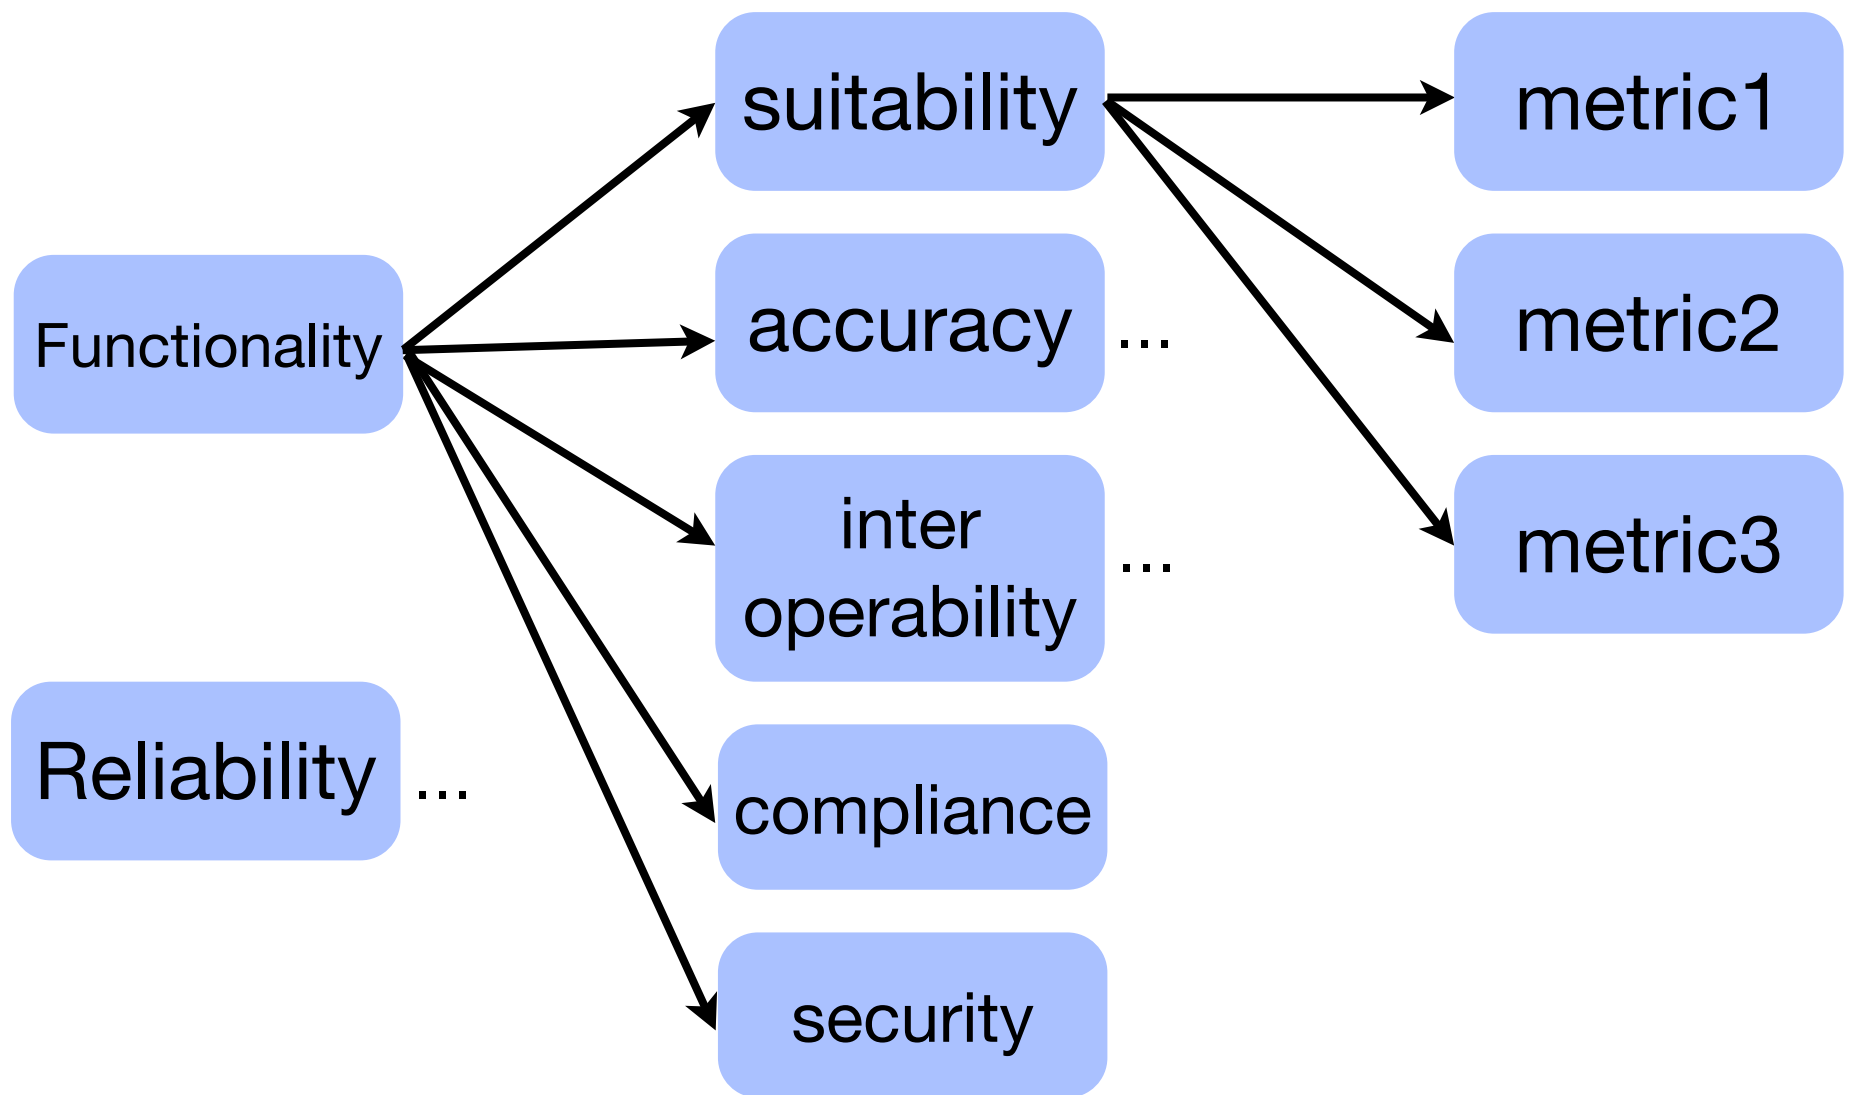 Functionality
Reliability
...
suitability
accuracy
...
inter
operability
...
compliance
security
metric1
metric2
metric3